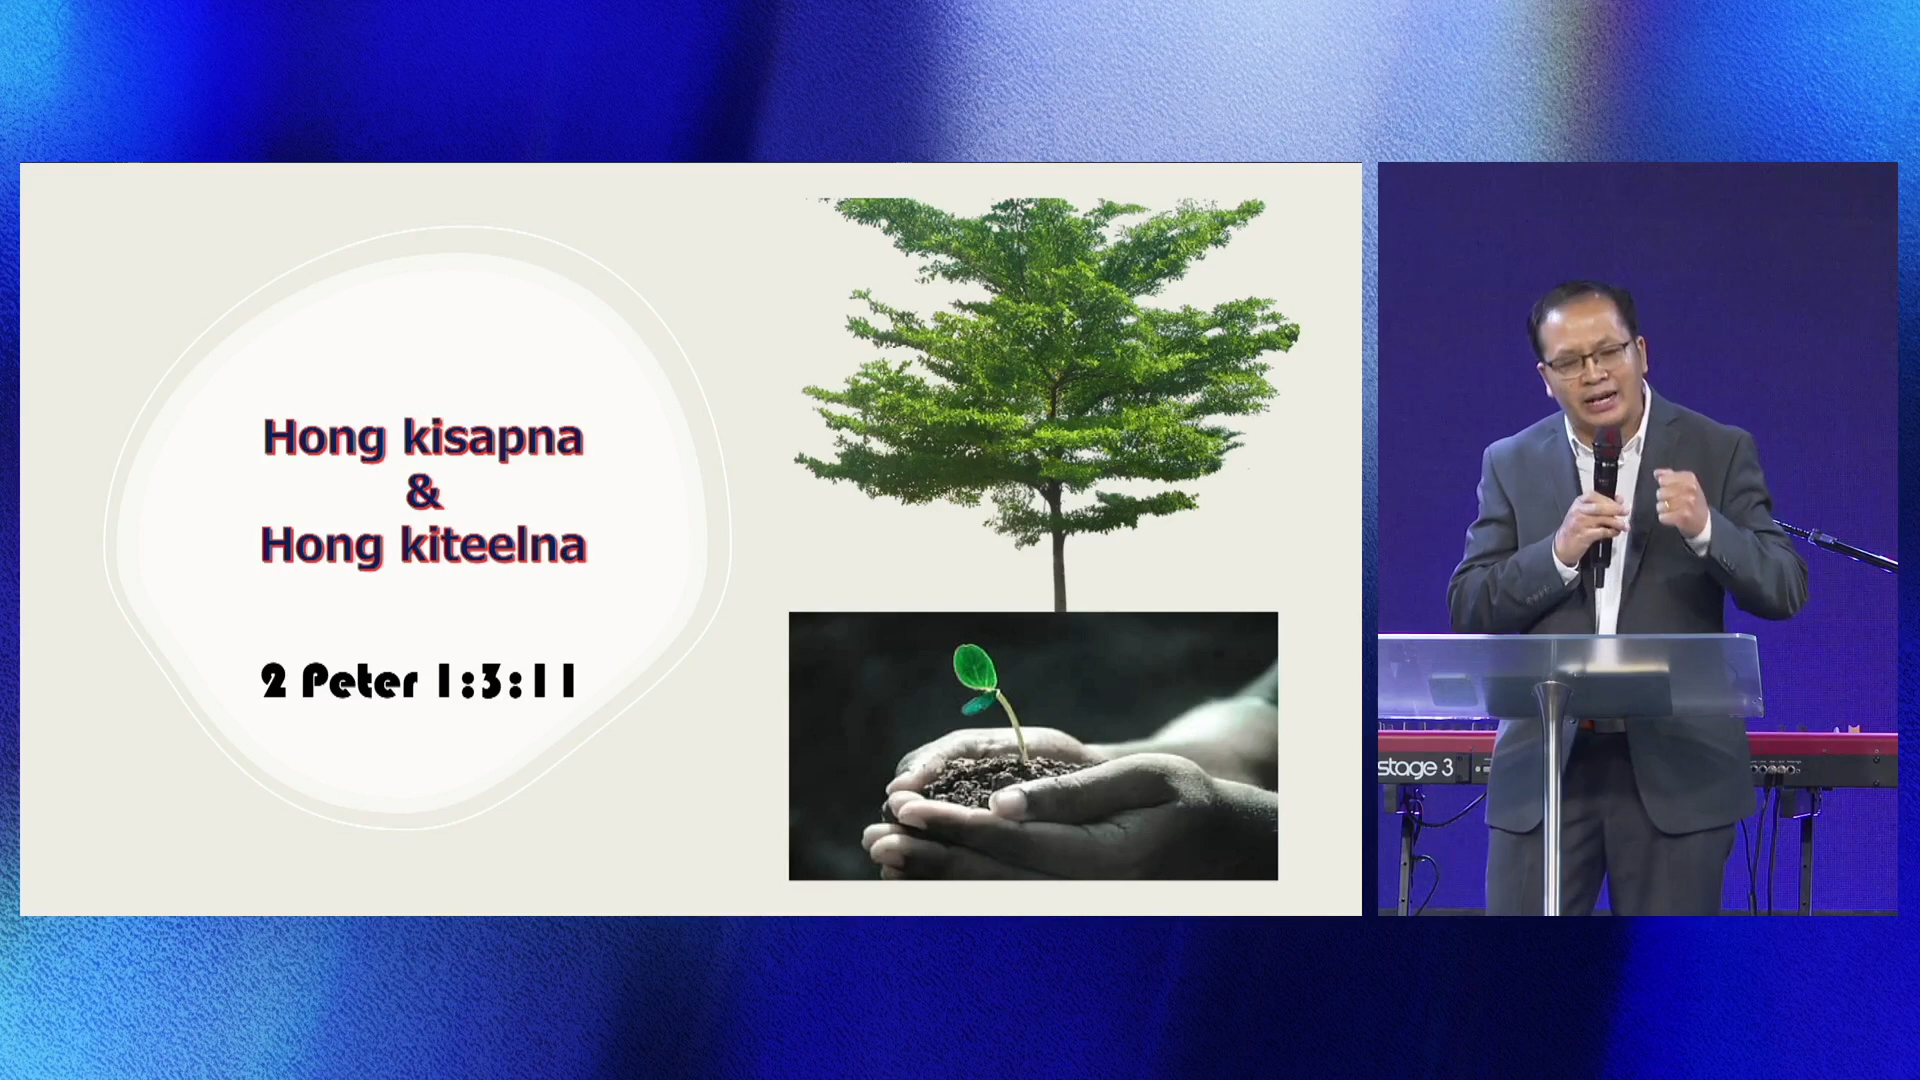 Hong kisapna
&
Hong kiteelna
2 Peter 1:3:11
stage 3